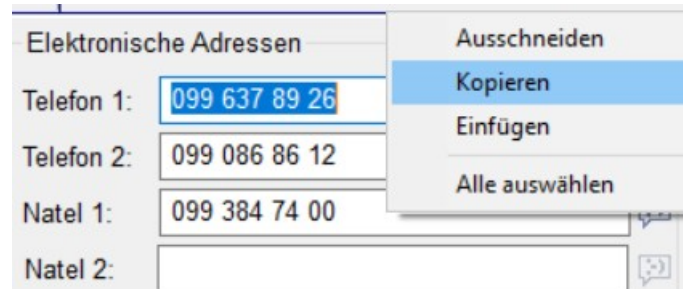 Elektronische Adressen
Telefon 1: 099 637 89 26
Telefon 2: 099 086 86 12
Natel 1: 099 384 74 00
Natel 2:
Ausschneiden
Kopieren
Einfügen
Alle auswählen